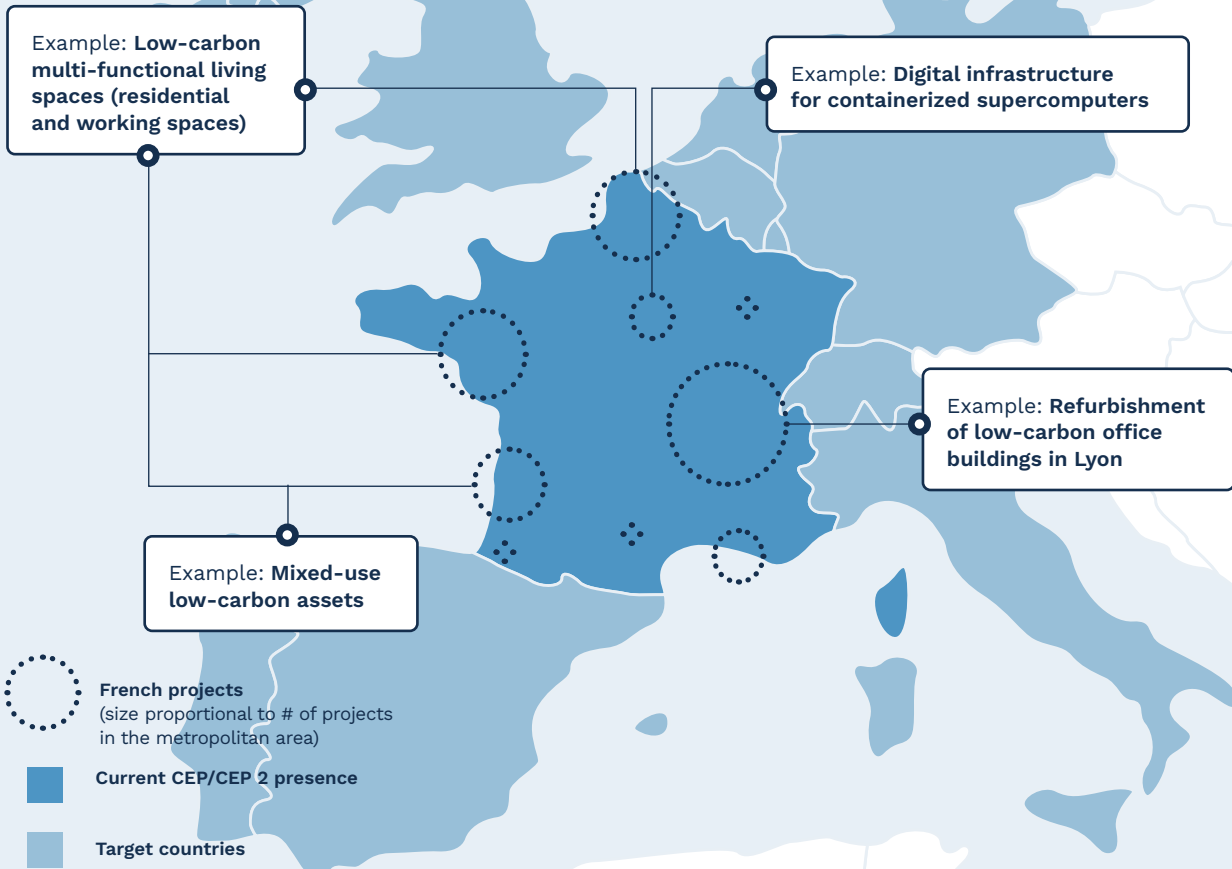 Example: Low-carbon
multi-functional living
spaces (residential
and working spaces)
Example: Digital infrastructure
for containerized supercomputers
Example: Refurbishment
of low-carbon office
buildings in Lyon
Example: Mixed-use
low-carbon assets
French projects
(size proportional to # of projects
in the metropolitan area)
Current CEP/CEP 2 presence
Target countries